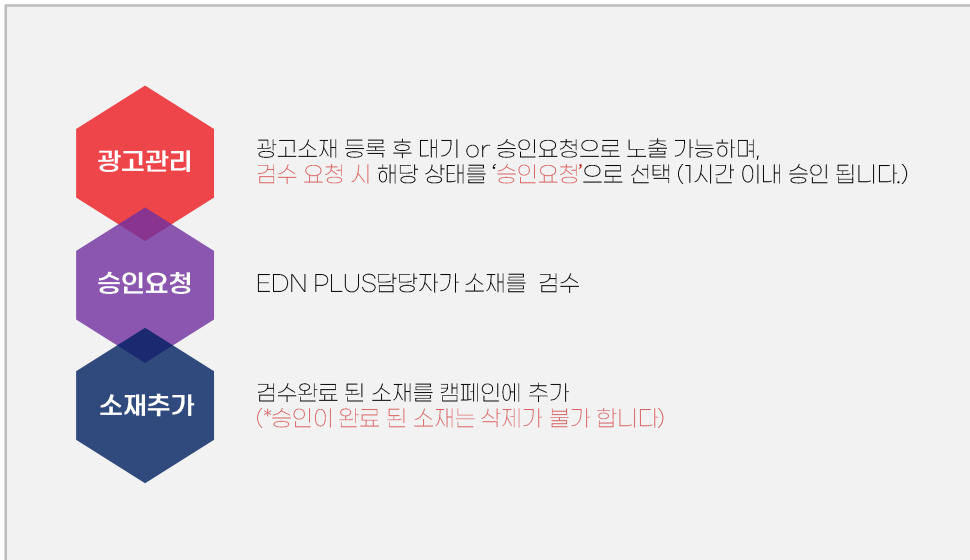 광고관리
광고소재 등록 후 대기 or 승인요청으로 노출 가능하며,
검수 요청 시 해당 상태를 ‘승인요청’으로 선택 (1시간 이내 승인 됩니다.)
승인요청
EDN PLUS담당자가 소재를 검수
소재추가
검수완료 된 소재를 캠페인에 추가
(*승인이 완료 된 소재는 삭제가 불가 합니다)